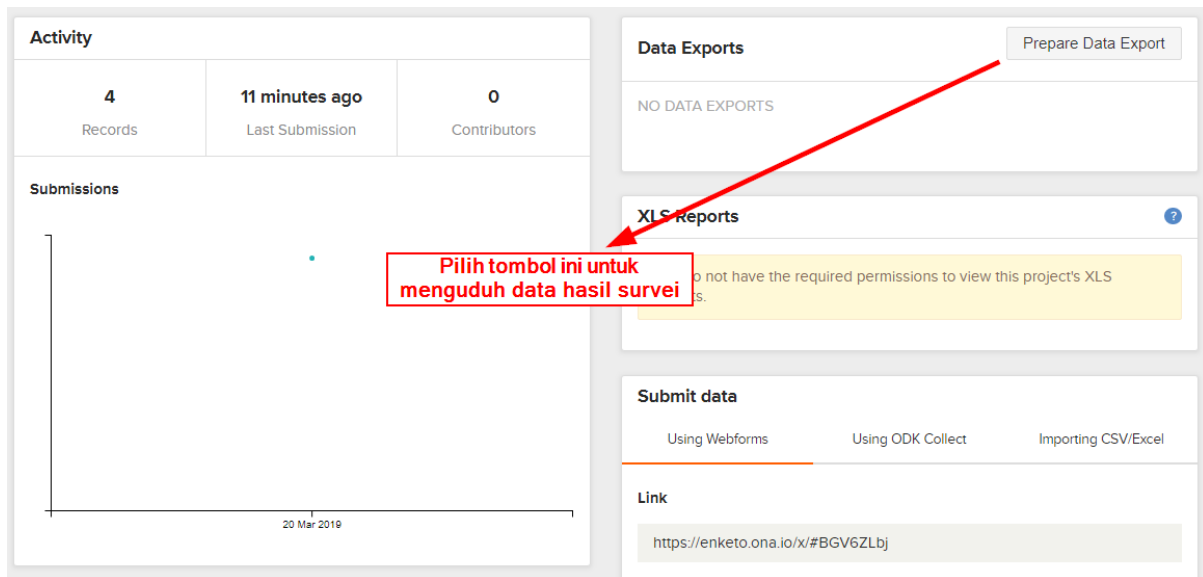 Activity
4
Records
11 minutes ago
Last Submission
0
Contributors
Submissions
20 Mar 2019
Data Exports
Prepare Data Export
NO DATA EXPORTS
XLS Reports
o not have the required permissions to view this project's XLS
ts.
Pilih tombol ini untuk
menguduh data hasil survei
Submit data
Using Webforms
Using ODK Collect
Importing CSV/Excel
Link
https://enketo.ona.io/x/#BGV6ZLbj